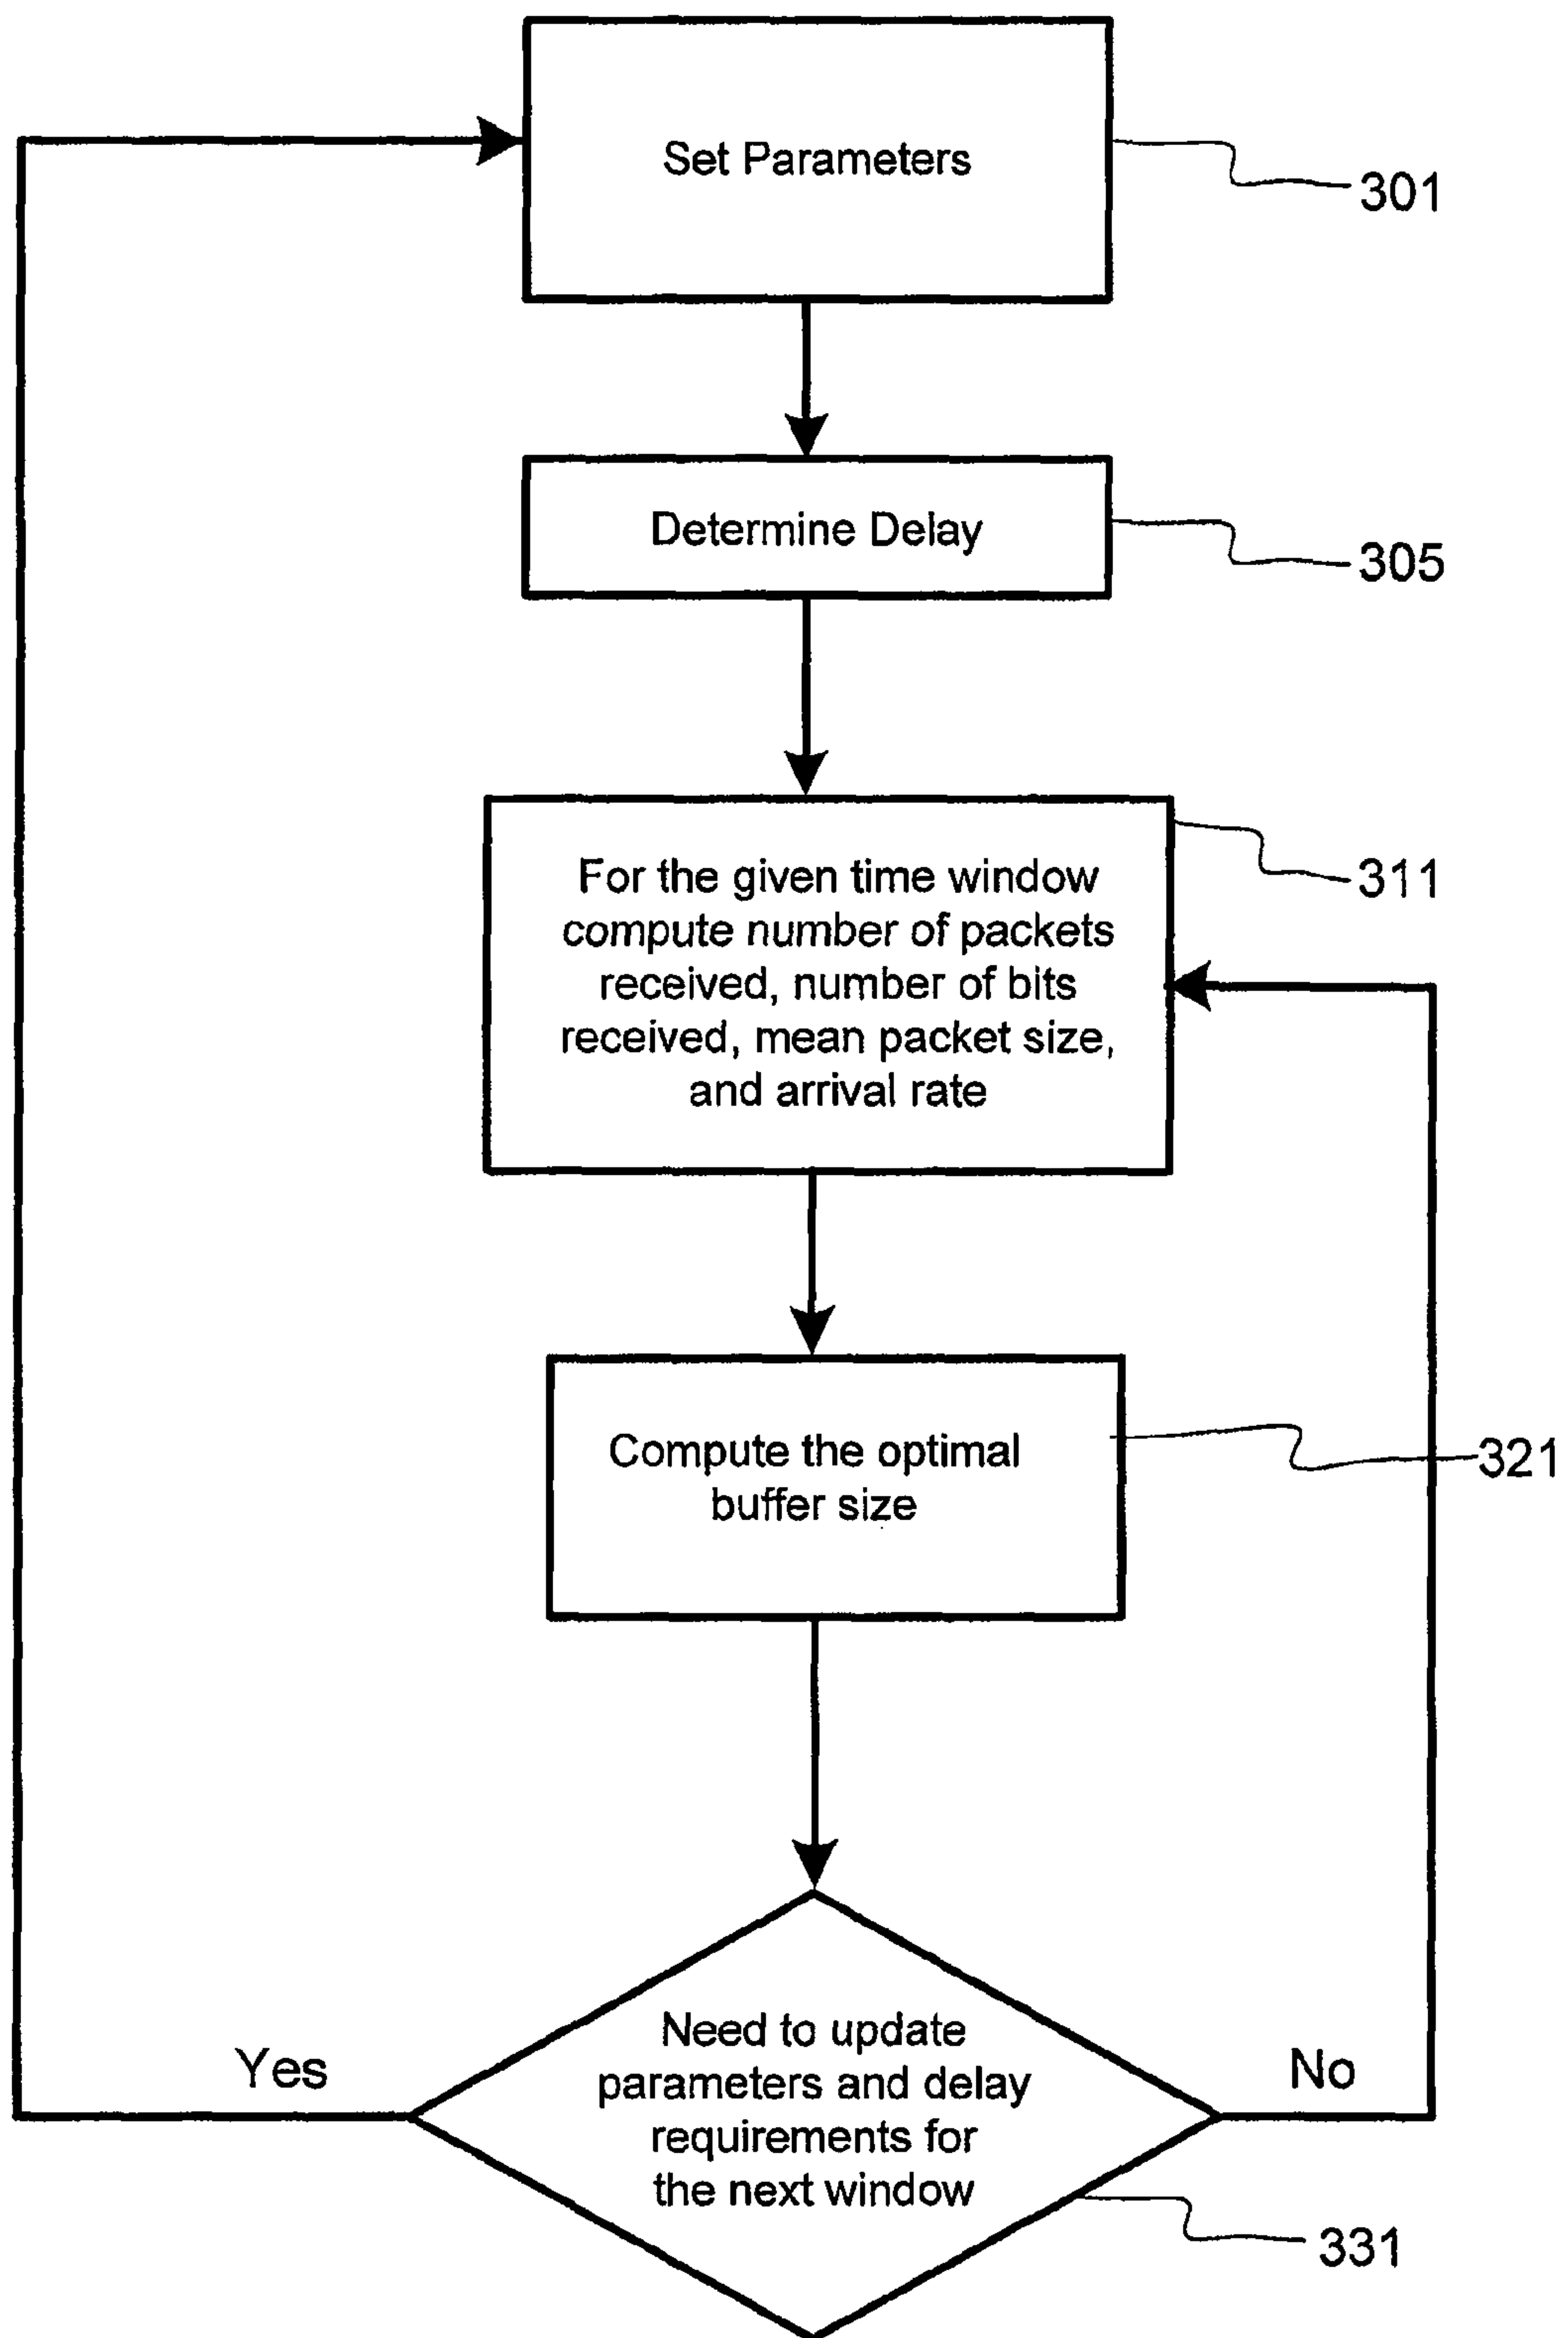 Set Parameters
301
Determine Delay
305
For the given time window
compute number of packets
received, number of bits
received, mean packet size,
and arrival rate
311
Compute the optimal
buffer size
321
Need to update
parameters and delay
requirements for
the next window
Yes
No
331